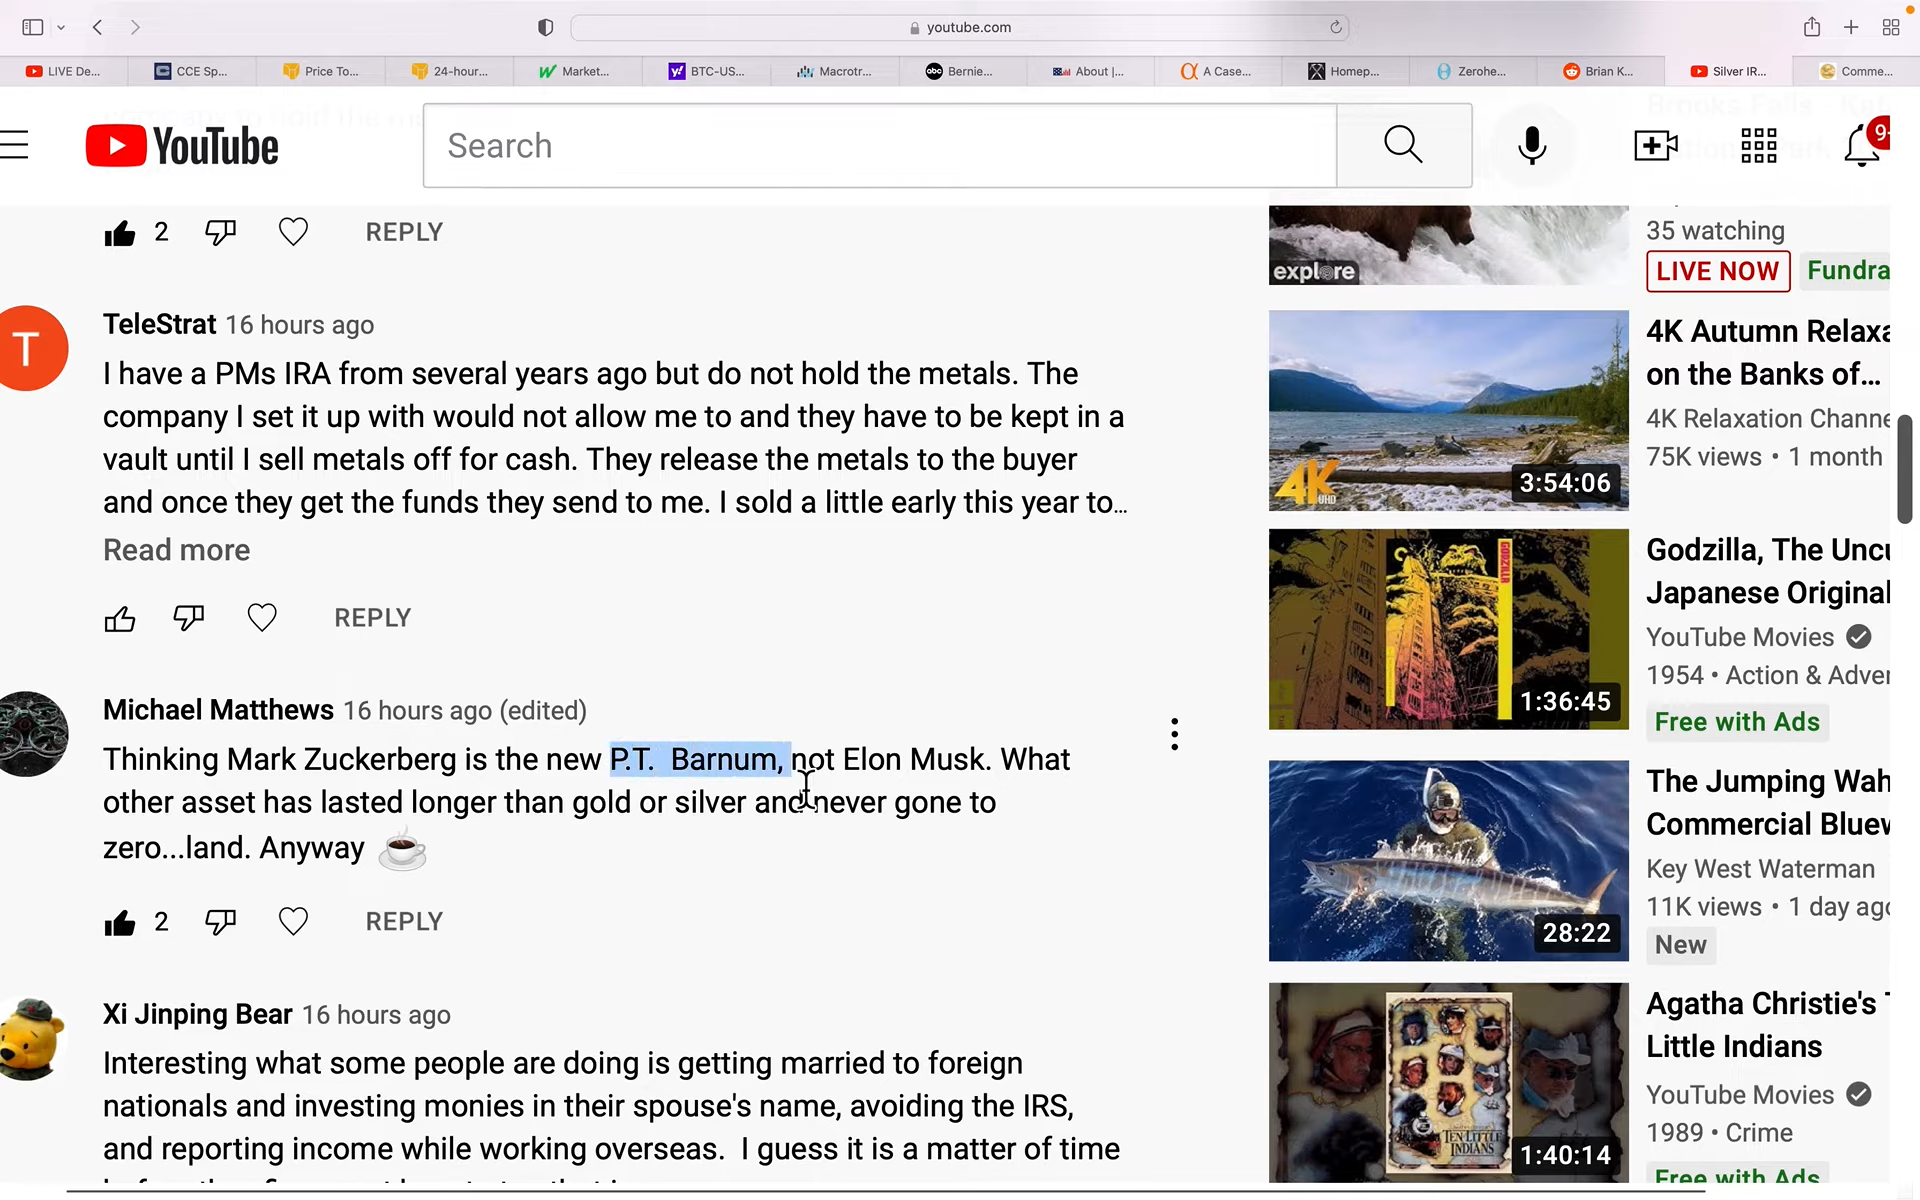 youtube.com
LIVE De...
CCE Sp...
Price To...
24-hour...
Market...
BTC-US...
Macrotr...
Bernie...
About |...
A Case...
Homep...
Zerohe...
Brian K...
Silver IR...
Comme...
YouTube
Search
9
2
REPLY
TeleStrat 16 hours ago
I have a PMs IRA from several years ago but do not hold the metals. The
company I set it up with would not allow me to and they have to be kept in a
vault until I sell metals off for cash. They release the metals to the buyer
and once they get the funds they send to me. I sold a little early this year to...
Read more
REPLY
Michael Matthews 16 hours ago (edited)
Thinking Mark Zuckerberg is the new P.T.  Barnum, not Elon Musk. What
other asset has lasted longer than gold or silver and never gone to
zero...land. Anyway
2
REPLY
Xi Jinping Bear 16 hours ago
Interesting what some people are doing is getting married to foreign
nationals and investing monies in their spouse's name, avoiding the IRS,
and reporting income while working overseas.  I guess it is a matter of time
explore
35 watching
LIVE NOW
Fundra
4K UHD
3:54:06
4K Autumn Relaxa
on the Banks of...
4K Relaxation Channe
75K views • 1 month
GODZILLA
1:36:45
Godzilla, The Uncu
Japanese Original
YouTube Movies
1954 • Action & Adver
Free with Ads
28:22
The Jumping Wah
Commercial Bluew
Key West Waterman
11K views • 1 day ago
New
TEN LITTLE
INDIANS
1:40:14
Agatha Christie's T
Little Indians
YouTube Movies
1989 • Crime
Free with Ads